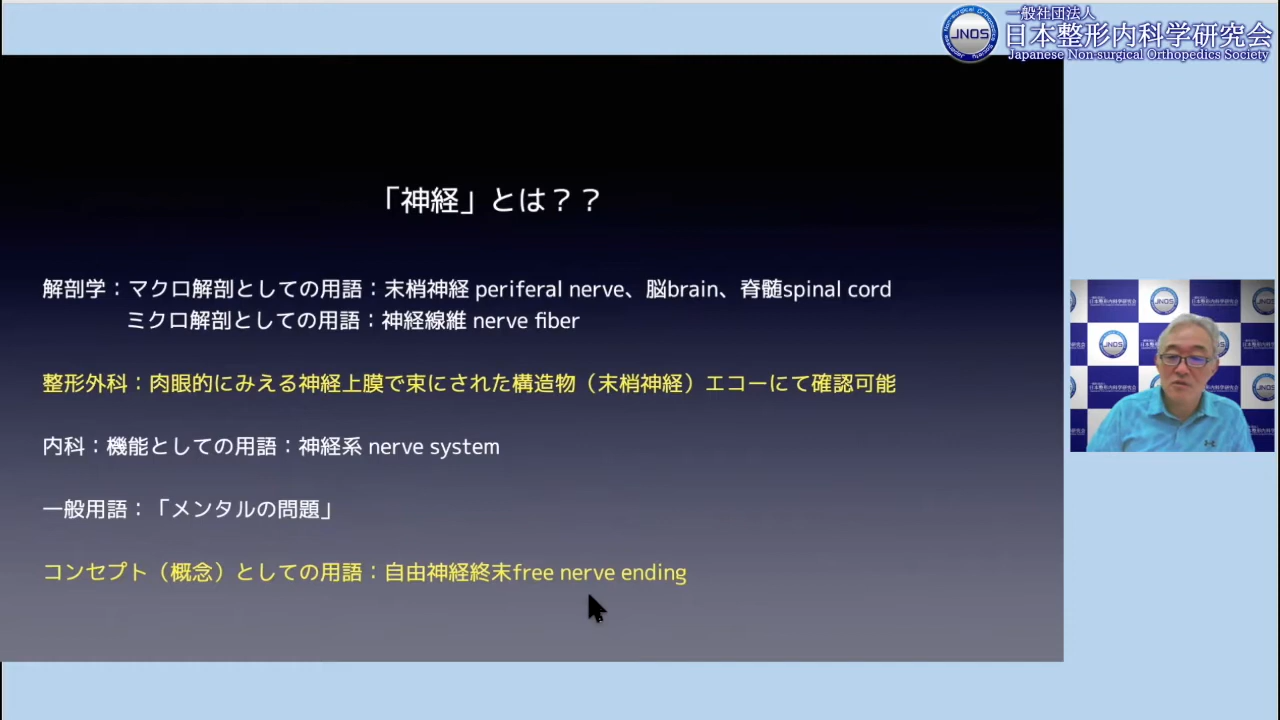 一般社団法人
日本整形内科学研究会
Japanese Non-surgical Orthopedics Society
JNOS
「神経」とは？？
解剖学：マクロ解剖としての用語：末梢神経 periferal nerve、脳brain、脊髄spinal cord
ミクロ解剖としての用語：神経線維 nerve fiber
整形外科：肉眼的にみえる神経上膜で束にされた構造物（末梢神経）エコーにて確認可能
内科：機能としての用語：神経系 nerve system
一般用語：「メンタルの問題」
コンセプト（概念）としての用語：自由神経終末free nerve ending